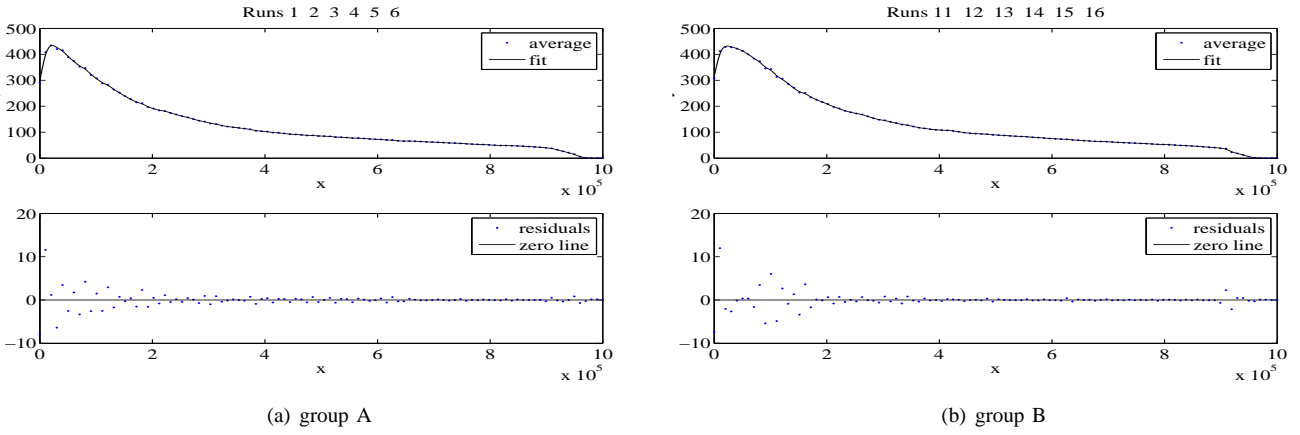 Runs 1 2 3 4 5 6
500
400
300
200
100
0
average
fit
0 2 4 6 8 10
x
x 10^5
20
10
0
−10
residuals
zero line
0 2 4 6 8 10
x
x 10^5
(a) group A
Runs 11 12 13 14 15 16
500
400
300
200
100
0
average
fit
0 2 4 6 8 10
x
x 10^5
20
10
0
−10
residuals
zero line
0 2 4 6 8 10
x
x 10^5
(b) group B